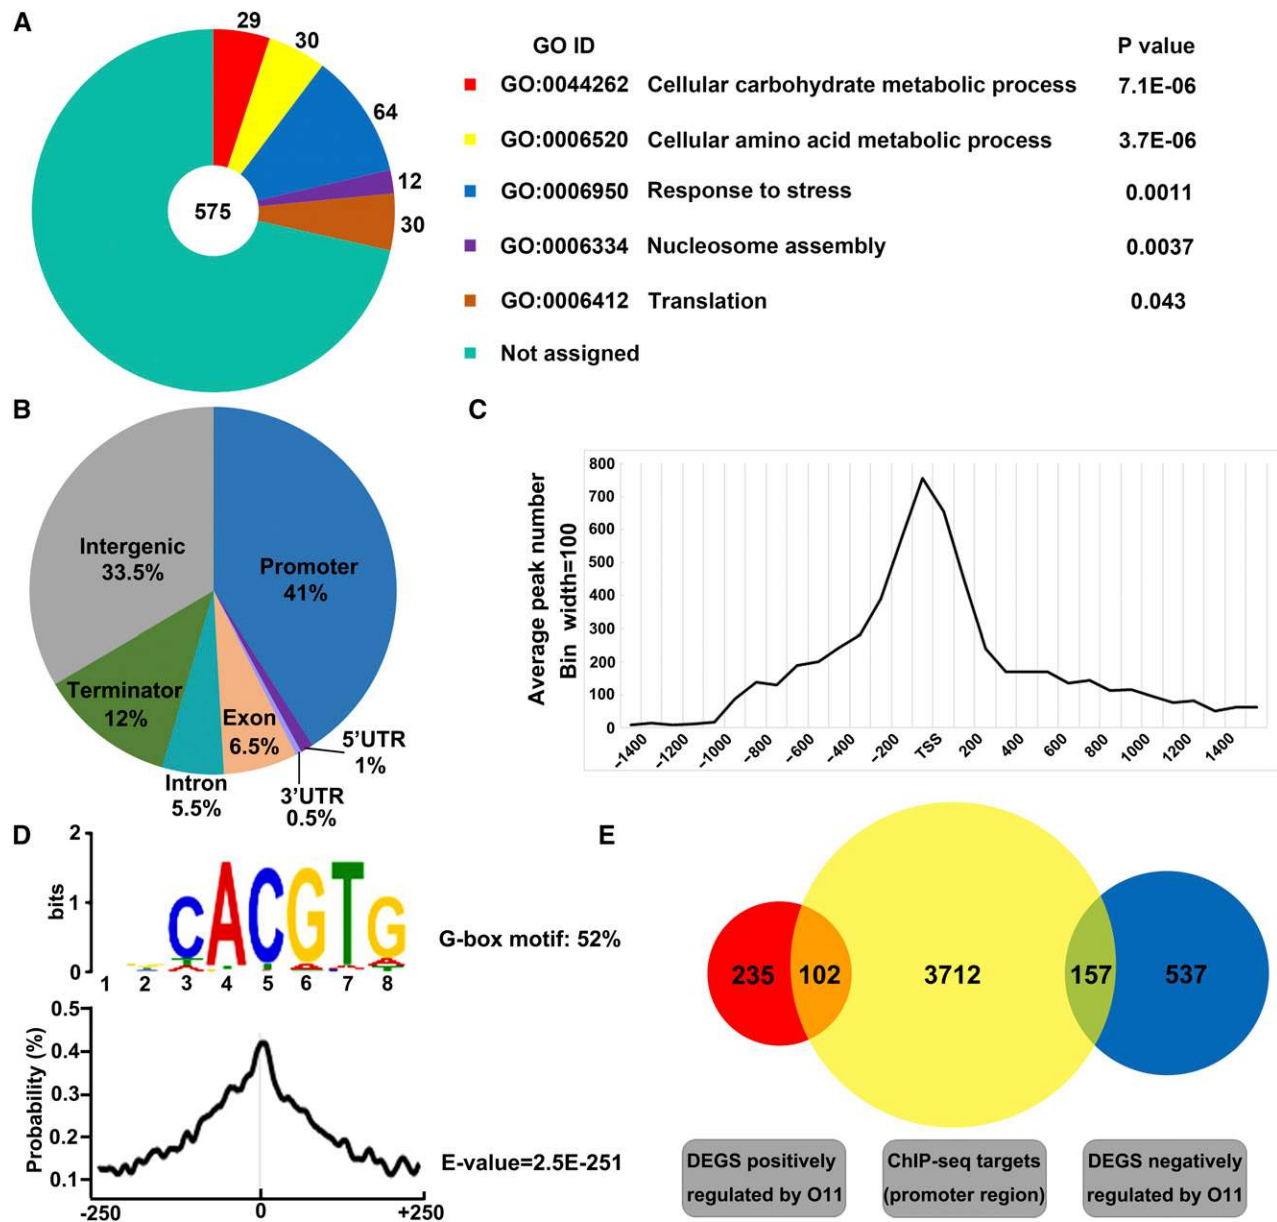 A
29
30
64
12
30
575
GO ID P value
GO:0044262 Cellular carbohydrate metabolic process 7.1E-06
GO:0006520 Cellular amino acid metabolic process 3.7E-06
GO:0006950 Response to stress 0.0011
GO:0006334 Nucleosome assembly 0.0037
GO:0006412 Translation 0.043
Not assigned
B
Intergenic
33.5%
Promoter
41%
Terminator
12%
Exon
6.5%
Intron
5.5%
5'UTR
1%
3'UTR
0.5%
C
Average peak number
Bin width=100
800
700
600
500
400
300
200
100
0
-1400 -1200 -1000 -800 -600 -400 -200 -TSS 200 400 600 800 1000 1200 1400
D
bits
2
1
0
CACGTG
1 2 3 4 5 6 7 8
G-box motif: 52%
Probability (%)
0.5
0.4
0.3
0.2
0.1
-250 0 +250
E-value=2.5E-251
E
235 102 3712 157 537
DEGS positively
regulated by O11
ChIP-seq targets
(promoter region)
DEGS negatively
regulated by O11